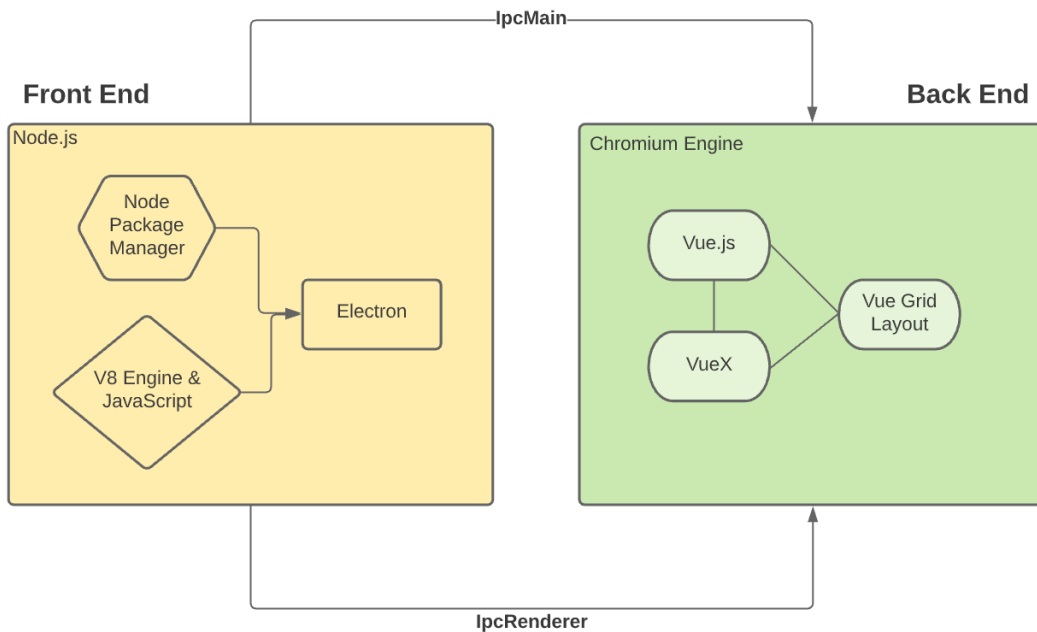 IpcMain
Front End
Back End
Node.js
Chromium Engine
Node
Package
Manager
Vue.js
Electron
Vue Grid
Layout
V8 Engine &
JavaScript
VueX
IpcRenderer